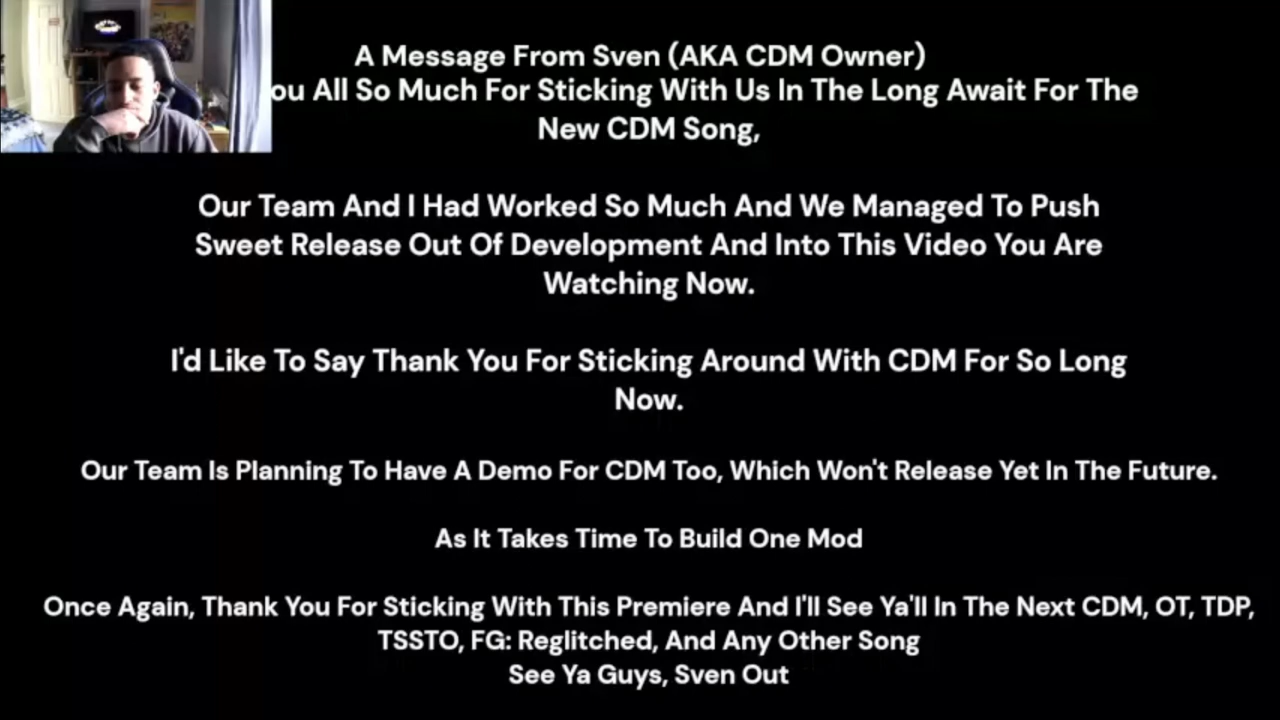 A Message From Sven (AKA CDM Owner)
ou All So Much For Sticking With Us In The Long Await For The
New CDM Song,
Our Team And I Had Worked So Much And We Managed To Push
Sweet Release Out Of Development And Into This Video You Are
Watching Now.
I'd Like To Say Thank You For Sticking Around With CDM For So Long
Now.
Our Team Is Planning To Have A Demo For CDM Too, Which Won't Release Yet In The Future.
As It Takes Time To Build One Mod
Once Again, Thank You For Sticking With This Premiere And I'll See Ya'll In The Next CDM, OT, TDP,
TSSTO, FG: Reglitched, And Any Other Song
See Ya Guys, Sven Out